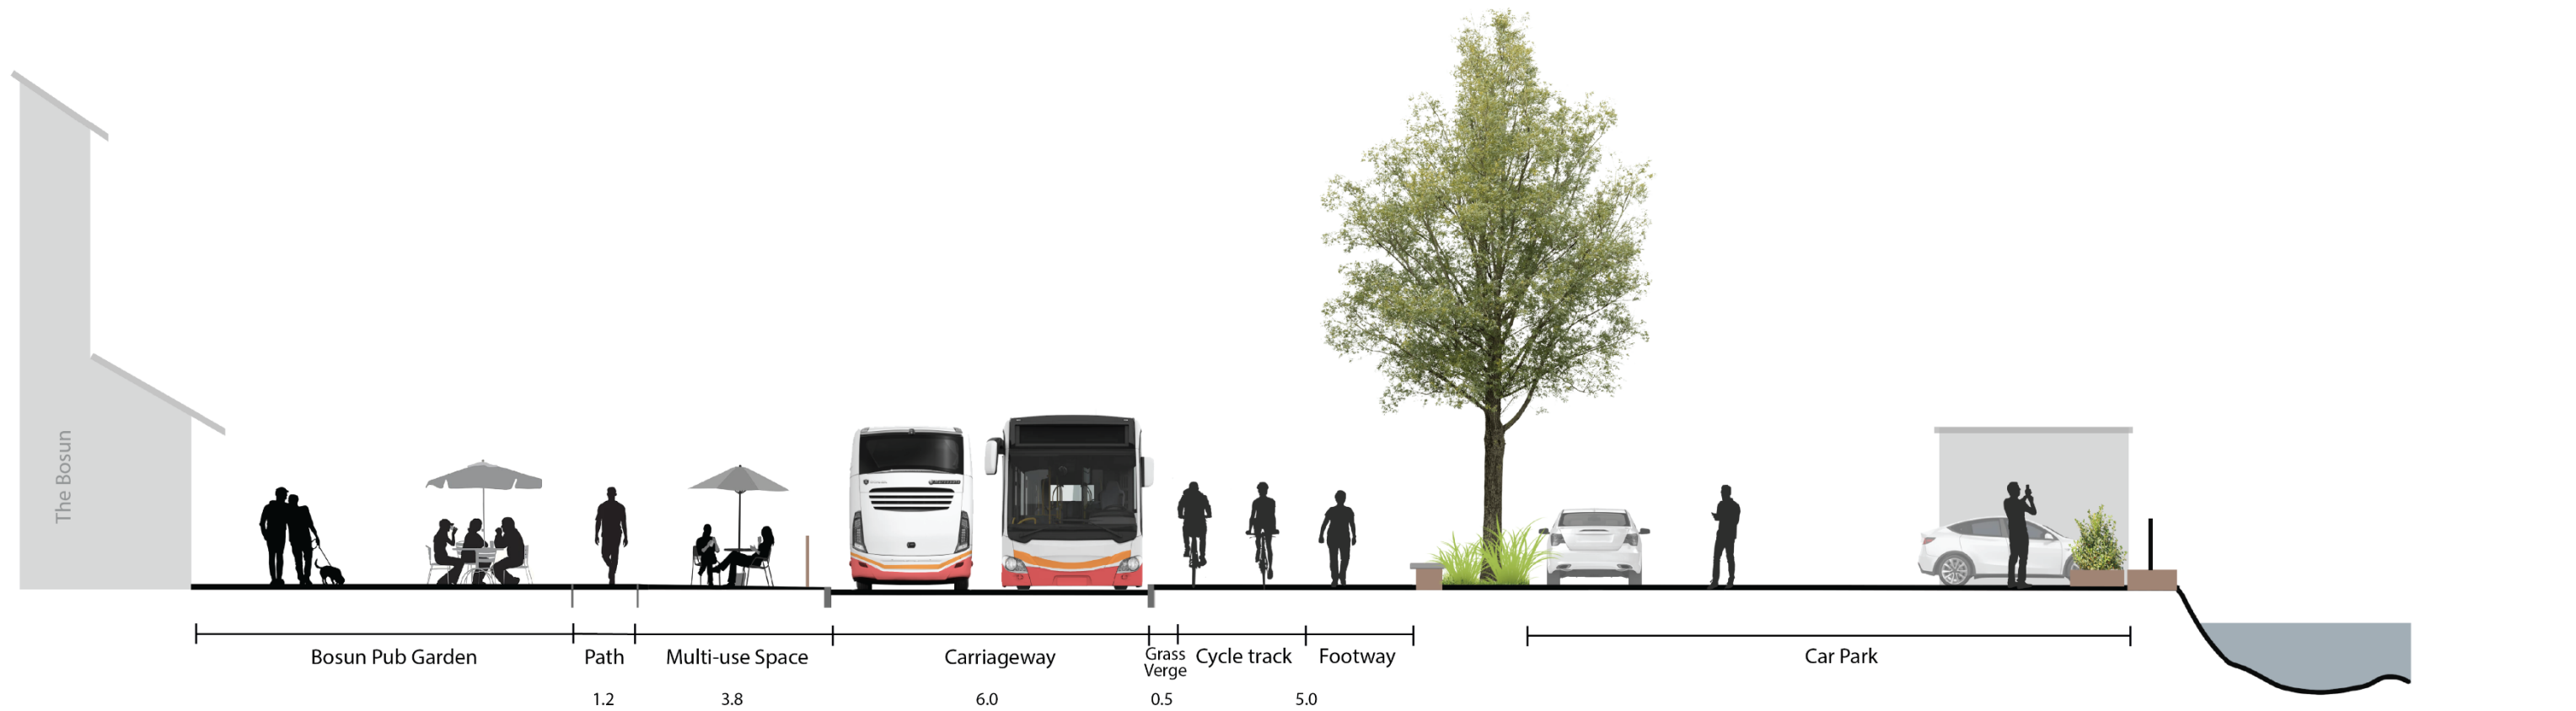 The Bosun
Bosun Pub Garden
Path
Multi-use Space
Carriageway
Grass
Verge
Cycle track
Footway
Car Park
1.2
3.8
6.0
0.5
5.0